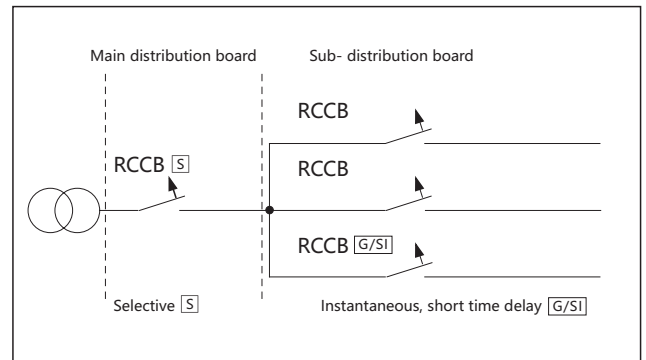 Main distribution board
Sub- distribution board
RCCB
RCCB S
RCCB
RCCB G/SI
Selective S
Instantaneous, short time delay G/SI